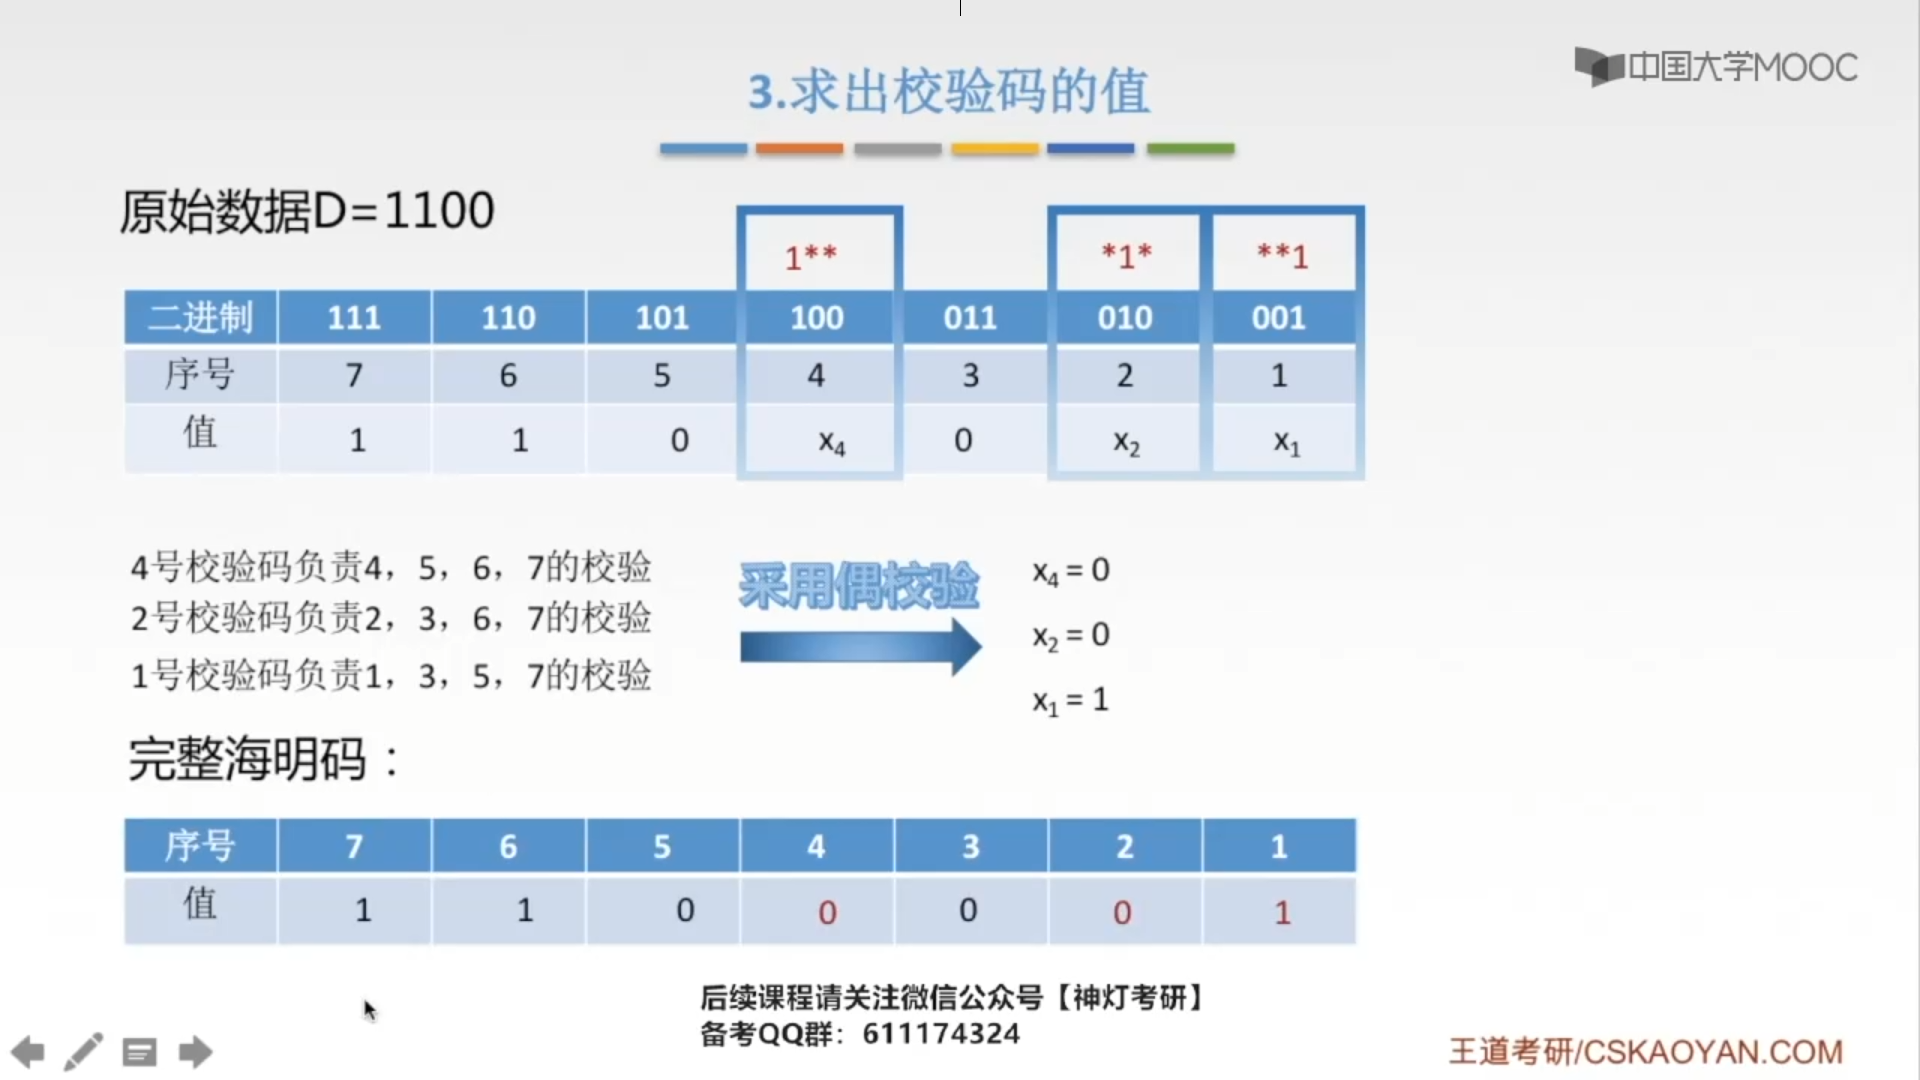 中国大学MOOC
3.求出校验码的值
原始数据D=1100
1** *1* **1
二进制 111 110 101 100 011 010 001
序号 7 6 5 4 3 2 1
值 1 1 0 x₄ 0 x₂ x₁
4号校验码负责4，5，6，7的校验
2号校验码负责2，3，6，7的校验
1号校验码负责1，3，5，7的校验
采用偶校验
x₄ = 0
x₂ = 0
x₁ = 1
完整海明码：
序号 7 6 5 4 3 2 1
值 1 1 0 0 0 0 1
后续课程请关注微信公众号【神灯考研】
备考QQ群：611174324
王道考研/CSKAOYAN.COM